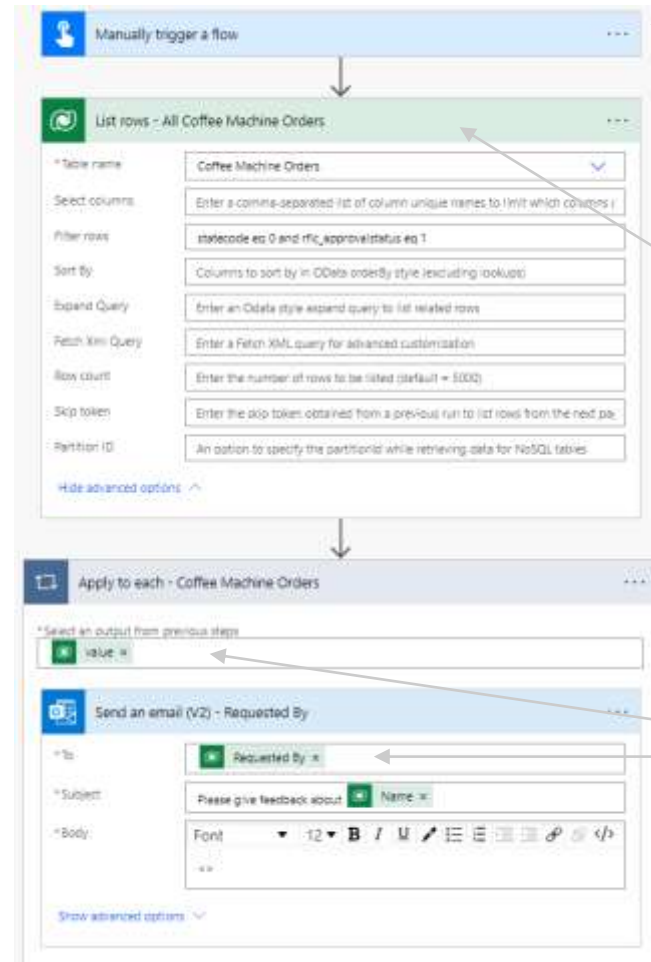 Manually trigger a flow
List rows - All Coffee Machine Orders
*Table name
Coffee Machine Orders
Select columns
Enter a comma-separated list of column unique names to limit which columns
Filter rows
statecode eq 0 and rfic_approvalstatus eq 1
Sort By
Columns to sort by in OData orderBy style (excluding lookups)
Expand Query
Enter an Odata style expand query to list related rows
Fetch Xml Query
Enter a Fetch XML query for advanced customization
Row count
Enter the number of rows to be listed (default = 5000)
Skip token
Enter the skip token obtained from a previous run to list rows from the next pag
Partition ID
An option to specify the partitionId while retrieving data for NoSQL tables
Hide advanced options
Apply to each - Coffee Machine Orders
*Select an output from previous steps
value ×
Send an email (V2) - Requested By
*To
Requested By ×
*Subject
Please give feedback about Name ×
*Body
Font 12 B I U </>
Show advanced options